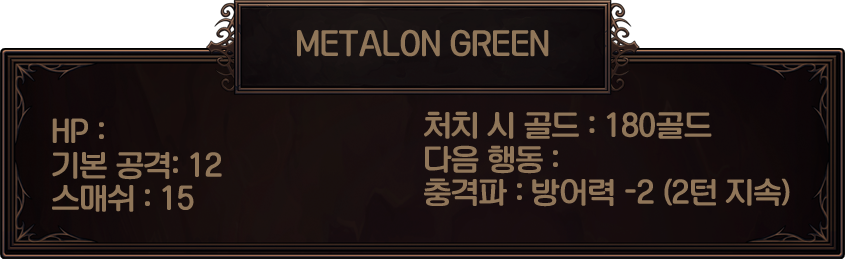 METALON GREEN
HP :
기본 공격: 12
스매쉬 : 15
처치 시 골드 : 180골드
다음 행동 :
충격파 : 방어력 -2 (2턴 지속)